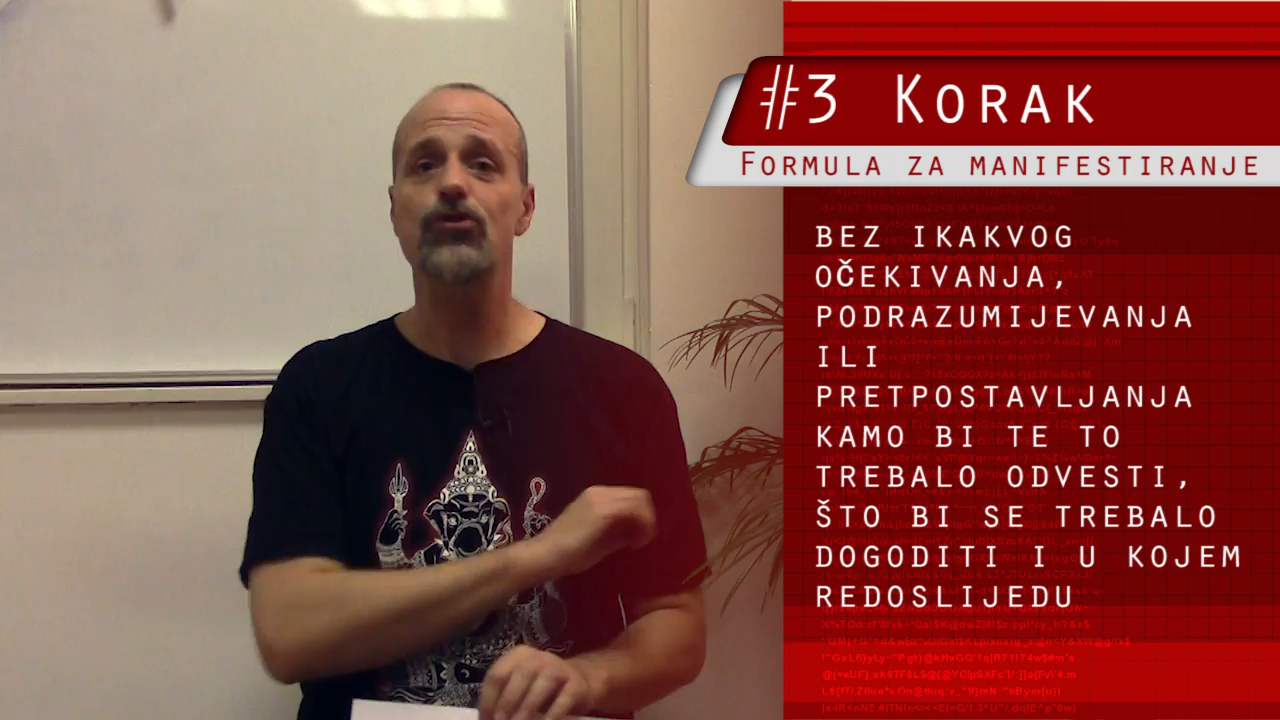 #3 Korak
Formula za manifestiranje
BEZ IKAKVOG
OČEKIVANJA,
PODRAZUMIJEVANJA
ILI
PRETPOSTAVLJANJA
KAMO BI TE TO
TREBALO ODVESTI,
ŠTO BI SE TREBALO
DOGODITI I U KOJEM
REDOSLIJEDU